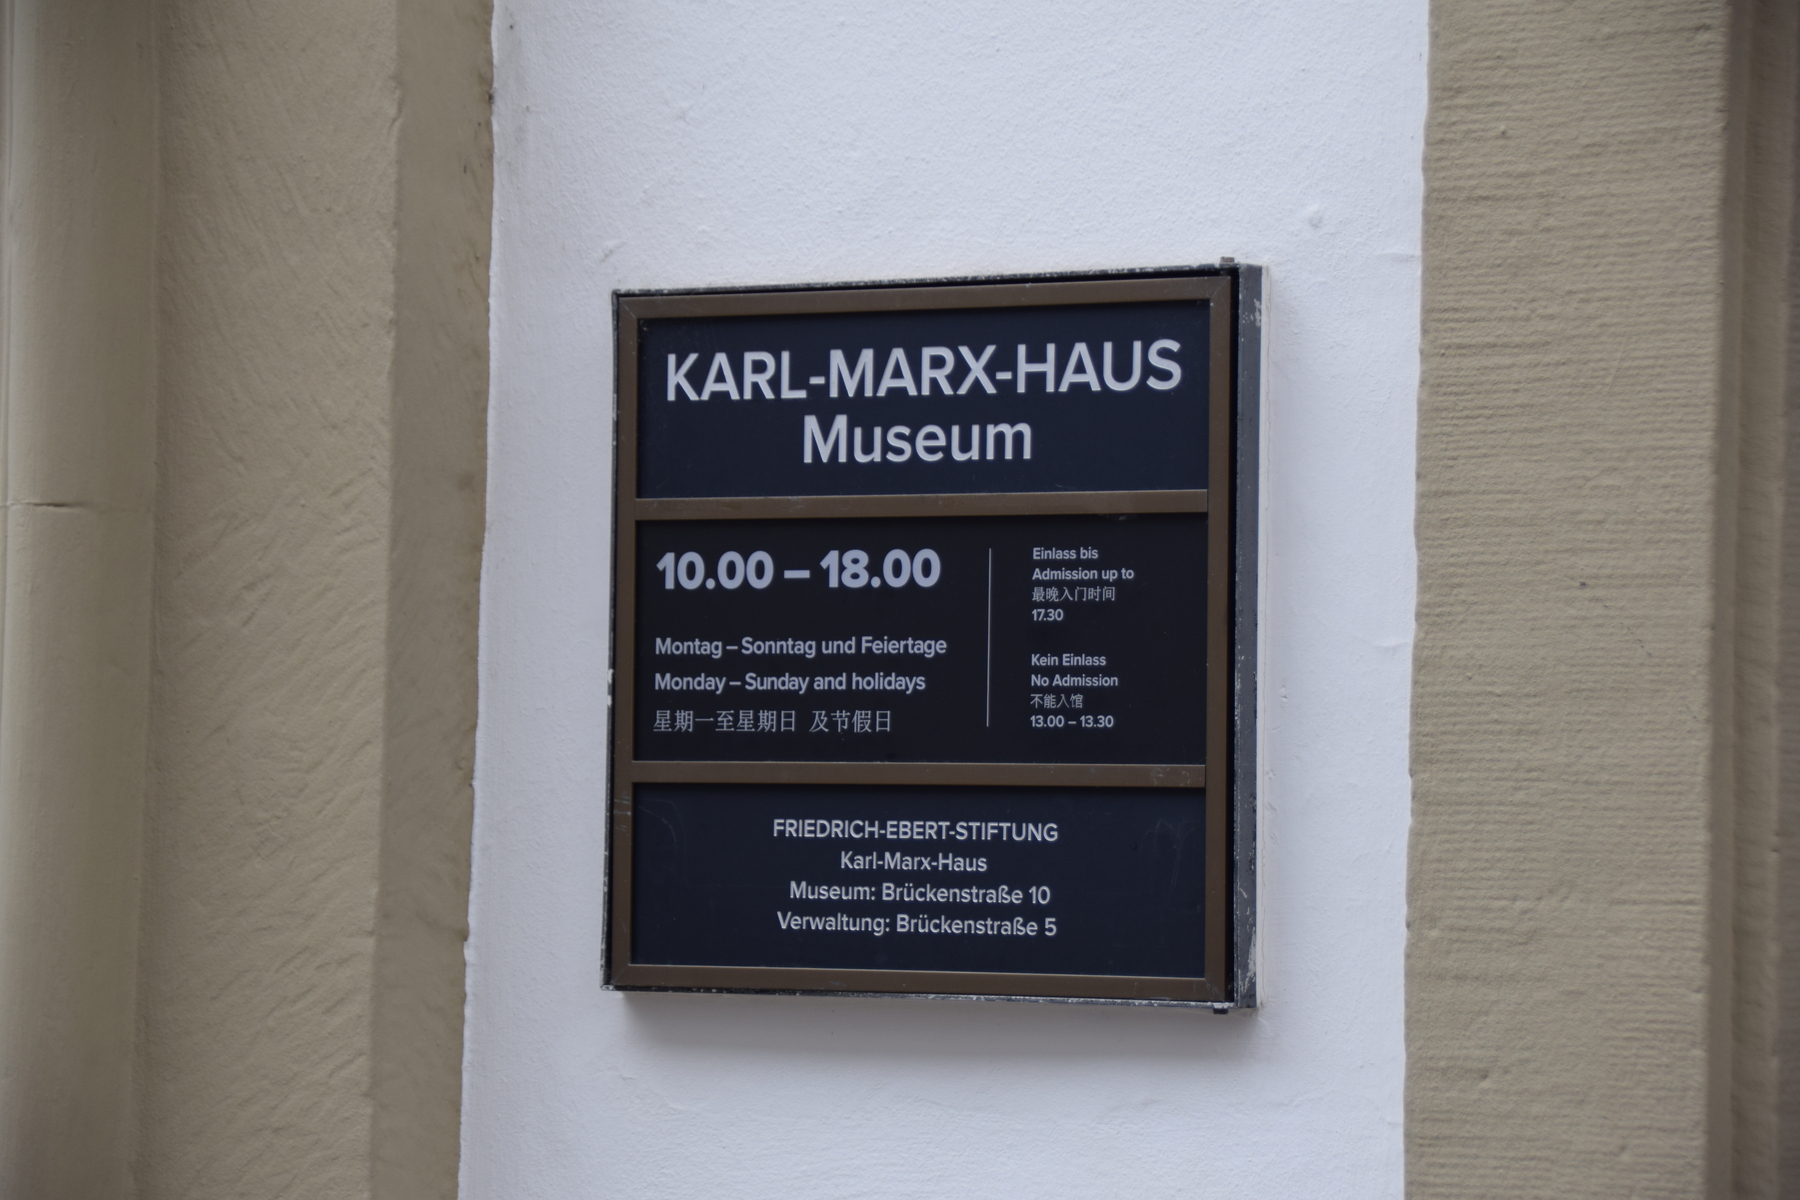 KARL-MARX-HAUS
Museum
10.00 – 18.00
Montag – Sonntag und Feiertage
Monday – Sunday and holidays
星期一至星期日 及节假日
Einlass bis
Admission up to
最晚入门时间
17.30
Kein Einlass
No Admission
不能入馆
13.00 – 13.30
FRIEDRICH-EBERT-STIFTUNG
Karl-Marx-Haus
Museum: Brückenstraße 10
Verwaltung: Brückenstraße 5